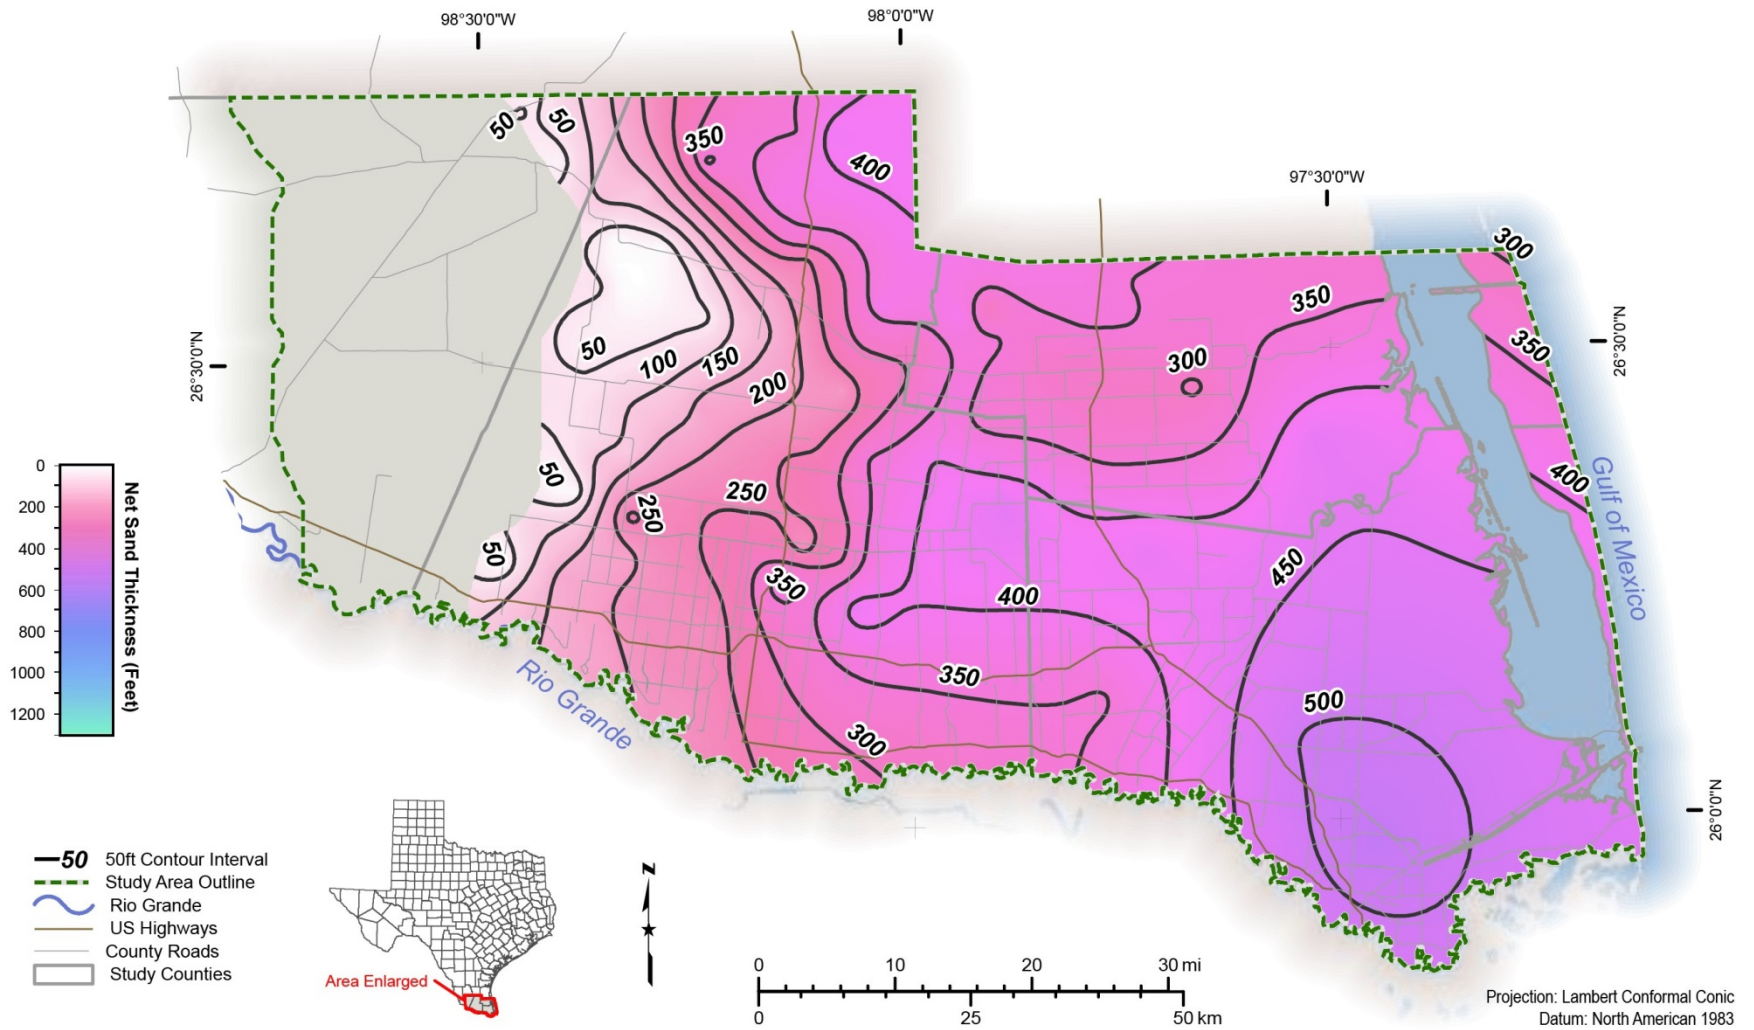 98°30'0"W
98°0'0"W
97°30'0"W
50
50
350
400
300
350
350
300
26°30'0"N
26°30'0"N
50
100
150
200
50
250
250
400
50
350
450
400
350
500
300
Gulf of Mexico
Rio Grande
26°0'0"N
0
200
400
600
800
1000
1200
Net Sand Thickness (Feet)
50 50ft Contour Interval
Study Area Outline
Rio Grande
US Highways
County Roads
Study Counties
Area Enlarged
N
0 10 20 30 mi
0 25 50 km
Projection: Lambert Conformal Conic
Datum: North American 1983